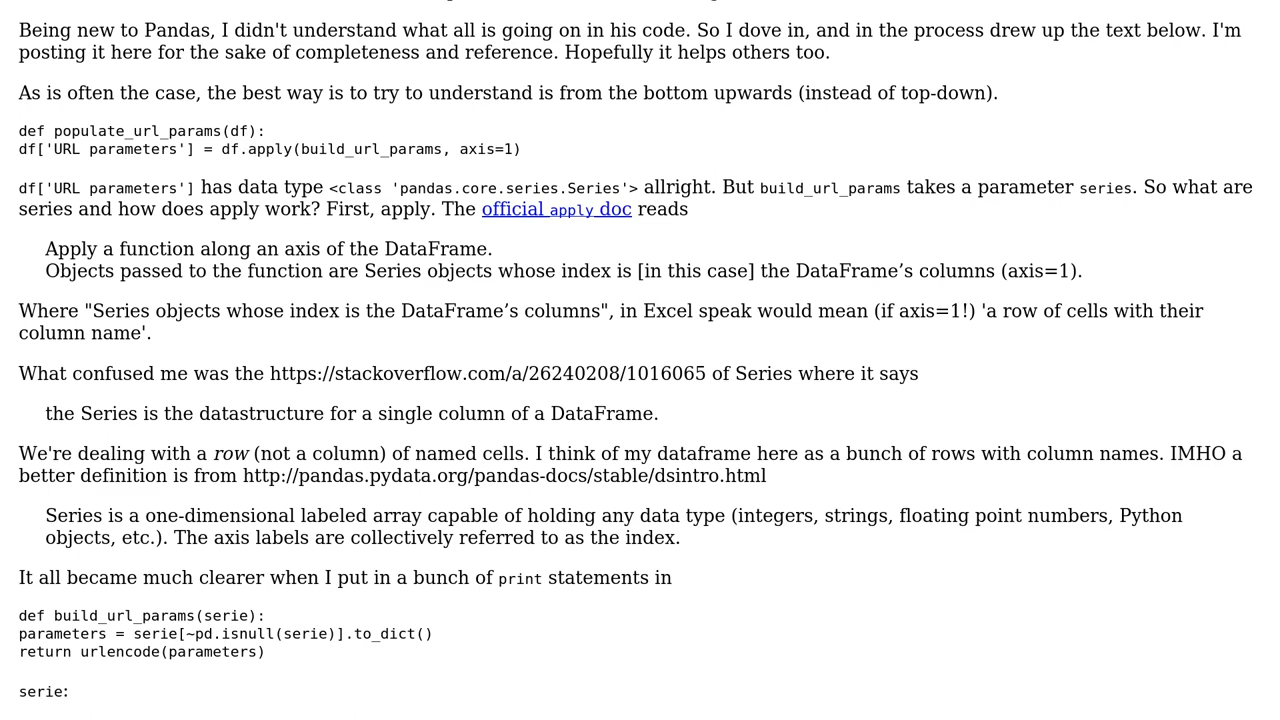 Being new to Pandas, I didn't understand what all is going on in his code. So I dove in, and in the process drew up the text below. I'm
posting it here for the sake of completeness and reference. Hopefully it helps others too.
As is often the case, the best way is to try to understand is from the bottom upwards (instead of top-down).
def populate_url_params(df):
df['URL parameters'] = df.apply(build_url_params, axis=1)
df['URL parameters'] has data type <class 'pandas.core.series.Series'> allright. But build_url_params takes a parameter series. So what are
series and how does apply work? First, apply. The official apply doc reads
Apply a function along an axis of the DataFrame.
Objects passed to the function are Series objects whose index is [in this case] the DataFrame’s columns (axis=1).
Where "Series objects whose index is the DataFrame’s columns", in Excel speak would mean (if axis=1!) 'a row of cells with their
column name'.
What confused me was the https://stackoverflow.com/a/26240208/1016065 of Series where it says
the Series is the datastructure for a single column of a DataFrame.
We're dealing with a row (not a column) of named cells. I think of my dataframe here as a bunch of rows with column names. IMHO a
better definition is from http://pandas.pydata.org/pandas-docs/stable/dsintro.html
Series is a one-dimensional labeled array capable of holding any data type (integers, strings, floating point numbers, Python
objects, etc.). The axis labels are collectively referred to as the index.
It all became much clearer when I put in a bunch of print statements in
def build_url_params(serie):
parameters = serie[~pd.isnull(serie)].to_dict()
return urlencode(parameters)
serie: